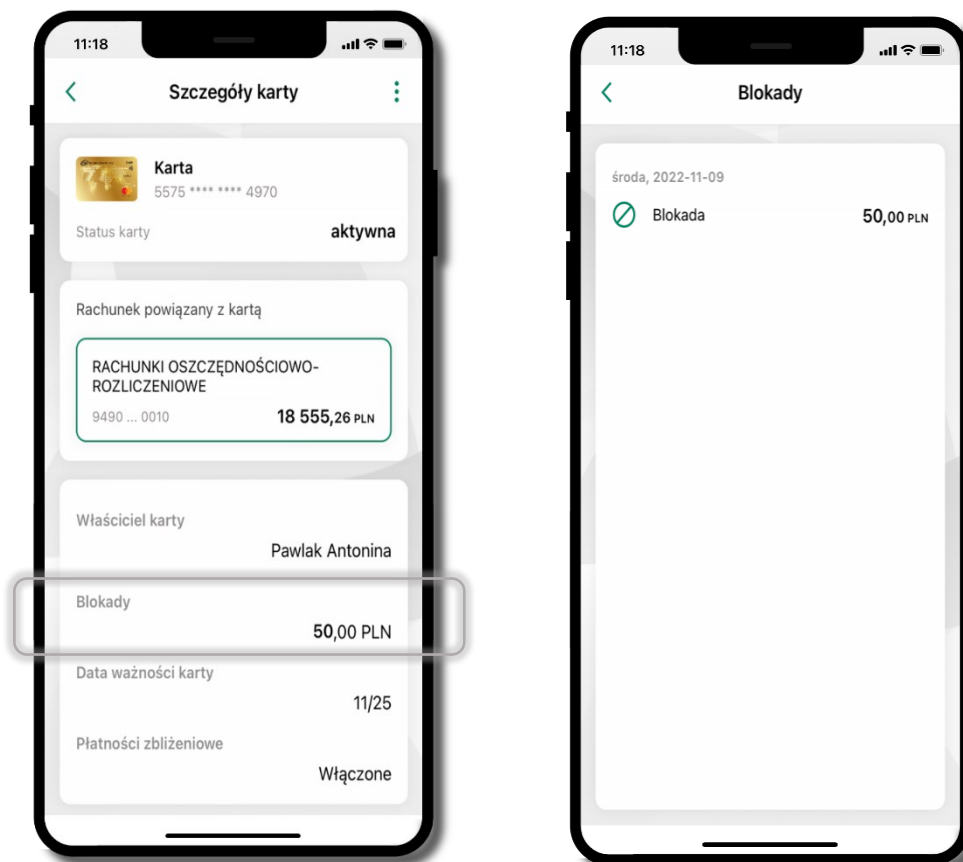 11:18
Szczegóły karty
Karta
5575 **** **** 4970
Status karty
aktywna
Rachunek powiązany z kartą
RACHUNKI OSZCZĘDNOŚCIOWO-
ROZLICZENIOWE
9490 ... 0010
18 555,26 PLN
Właściciel karty
Pawlak Antonina
Blokady
50,00 PLN
Data ważności karty
11/25
Płatności zbliżeniowe
Włączone
11:18
Blokady
środa, 2022-11-09
Blokada
50,00 PLN